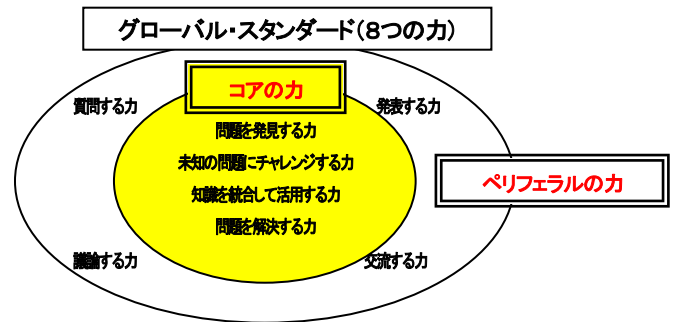 グローバル・スタンダード(8つの力)
コアの力
質問する力
発表する力
問題を発見する力
未知の問題にチャレンジする力
ペリフェラルの力
知識を統合して活用する力
問題を解決する力
議論する力
交流する力